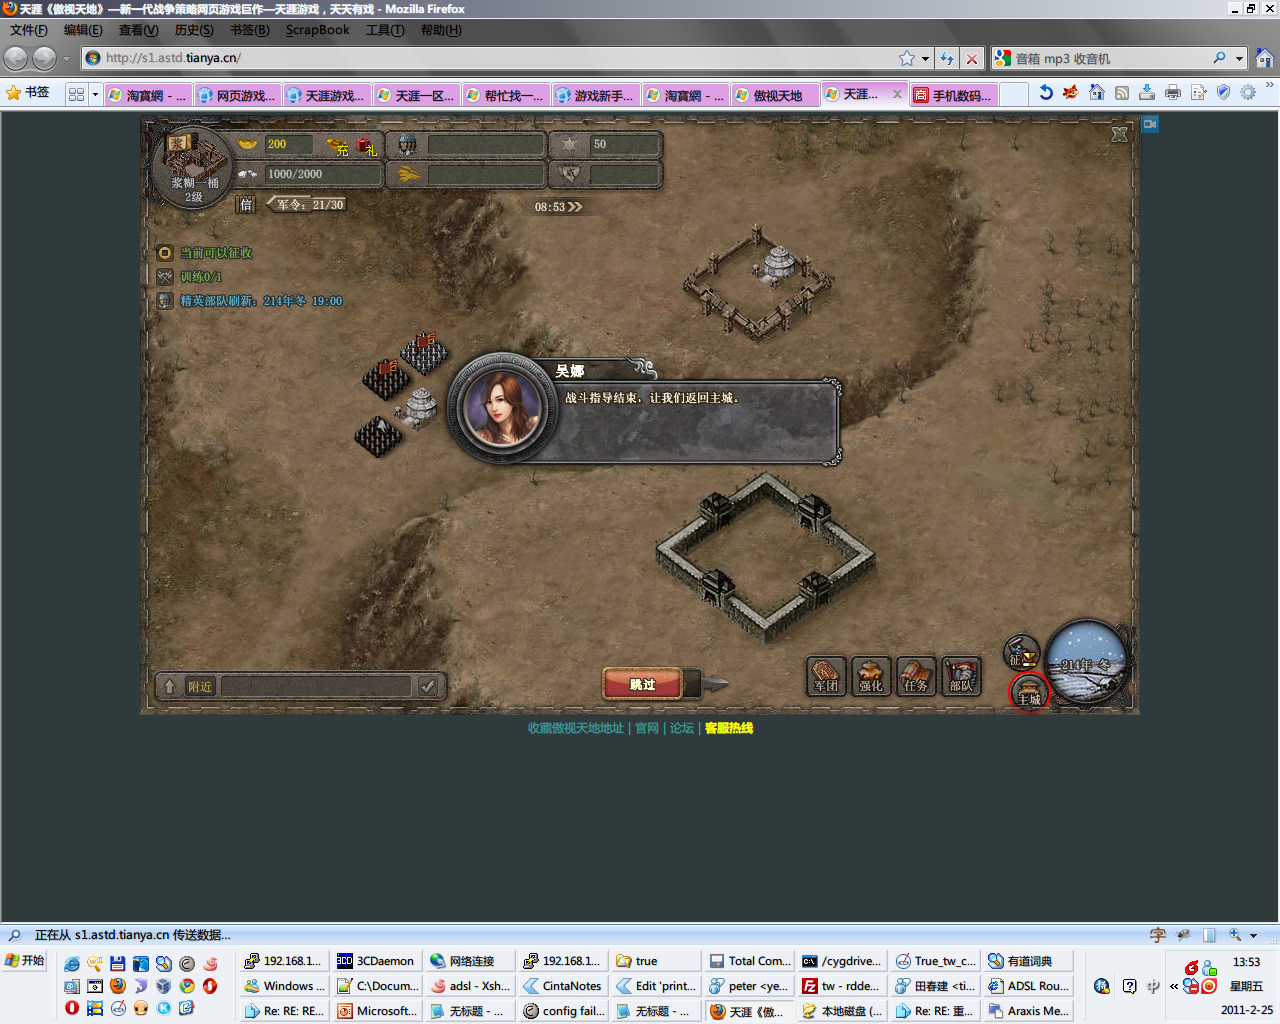 天涯《傲视天地》—新一代战争策略网页游戏巨作—天涯游戏，天天有戏 - Mozilla Firefox
文件(F) 编辑(E) 查看(V) 历史(S) 书签(B) ScrapBook 工具(T) 帮助(H)
http://s1.astd.tianya.cn/
音箱 mp3 收音机
书签
淘寶網 - ...
网页游戏...
天涯游戏...
天涯一区...
帮忙找一...
游戏新手...
淘寶網 - ...
傲视天地
天涯...
手机数码...
浆
浆糊一桶
2级
200
充
礼
50
1000/2000
信
军令：21/30
08:53
当前可以征收
训练0/1
精英部队刷新：214年冬 19:00
吴娜
战斗指导结束，让我们返回主城。
附近
跳过
军团
强化
任务
部队
征
主城
214年·冬
收藏傲视天地地址 | 官网 | 论坛 | 客服热线
正在从 s1.astd.tianya.cn 传送数据...
字
开始
192.168.1...
3CDaemon
网络连接
192.168.1...
true
Total Com...
/cygdrive...
True_tw_c...
有道词典
13:53
Windows ...
C:\Docum...
adsl - Xsh...
CintaNotes
Edit 'print...
peter <ye...
tw - rdde...
田春建 <ti...
ADSL Rou...
星期五
Re: RE: RE...
Microsoft...
无标题 - ...
config fail...
无标题 - ...
天涯《傲...
本地磁盘 (...
Re: RE: 重...
Araxis Me...
2011-2-25